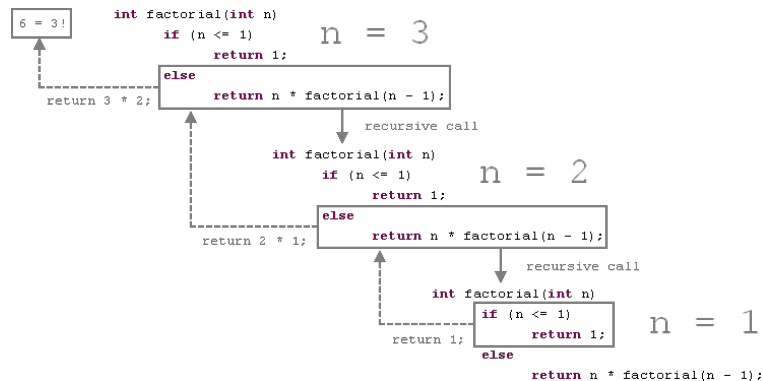 6 = 3!
int factorial(int n)
if (n <= 1)
return 1;
n = 3
else
return n * factorial(n - 1);
return 3 * 2;
recursive call
int factorial(int n)
if (n <= 1)
return 1;
n = 2
else
return n * factorial(n - 1);
return 2 * 1;
recursive call
int factorial(int n)
if (n <= 1)
return 1;
n = 1
return 1;
else
return n * factorial(n - 1);